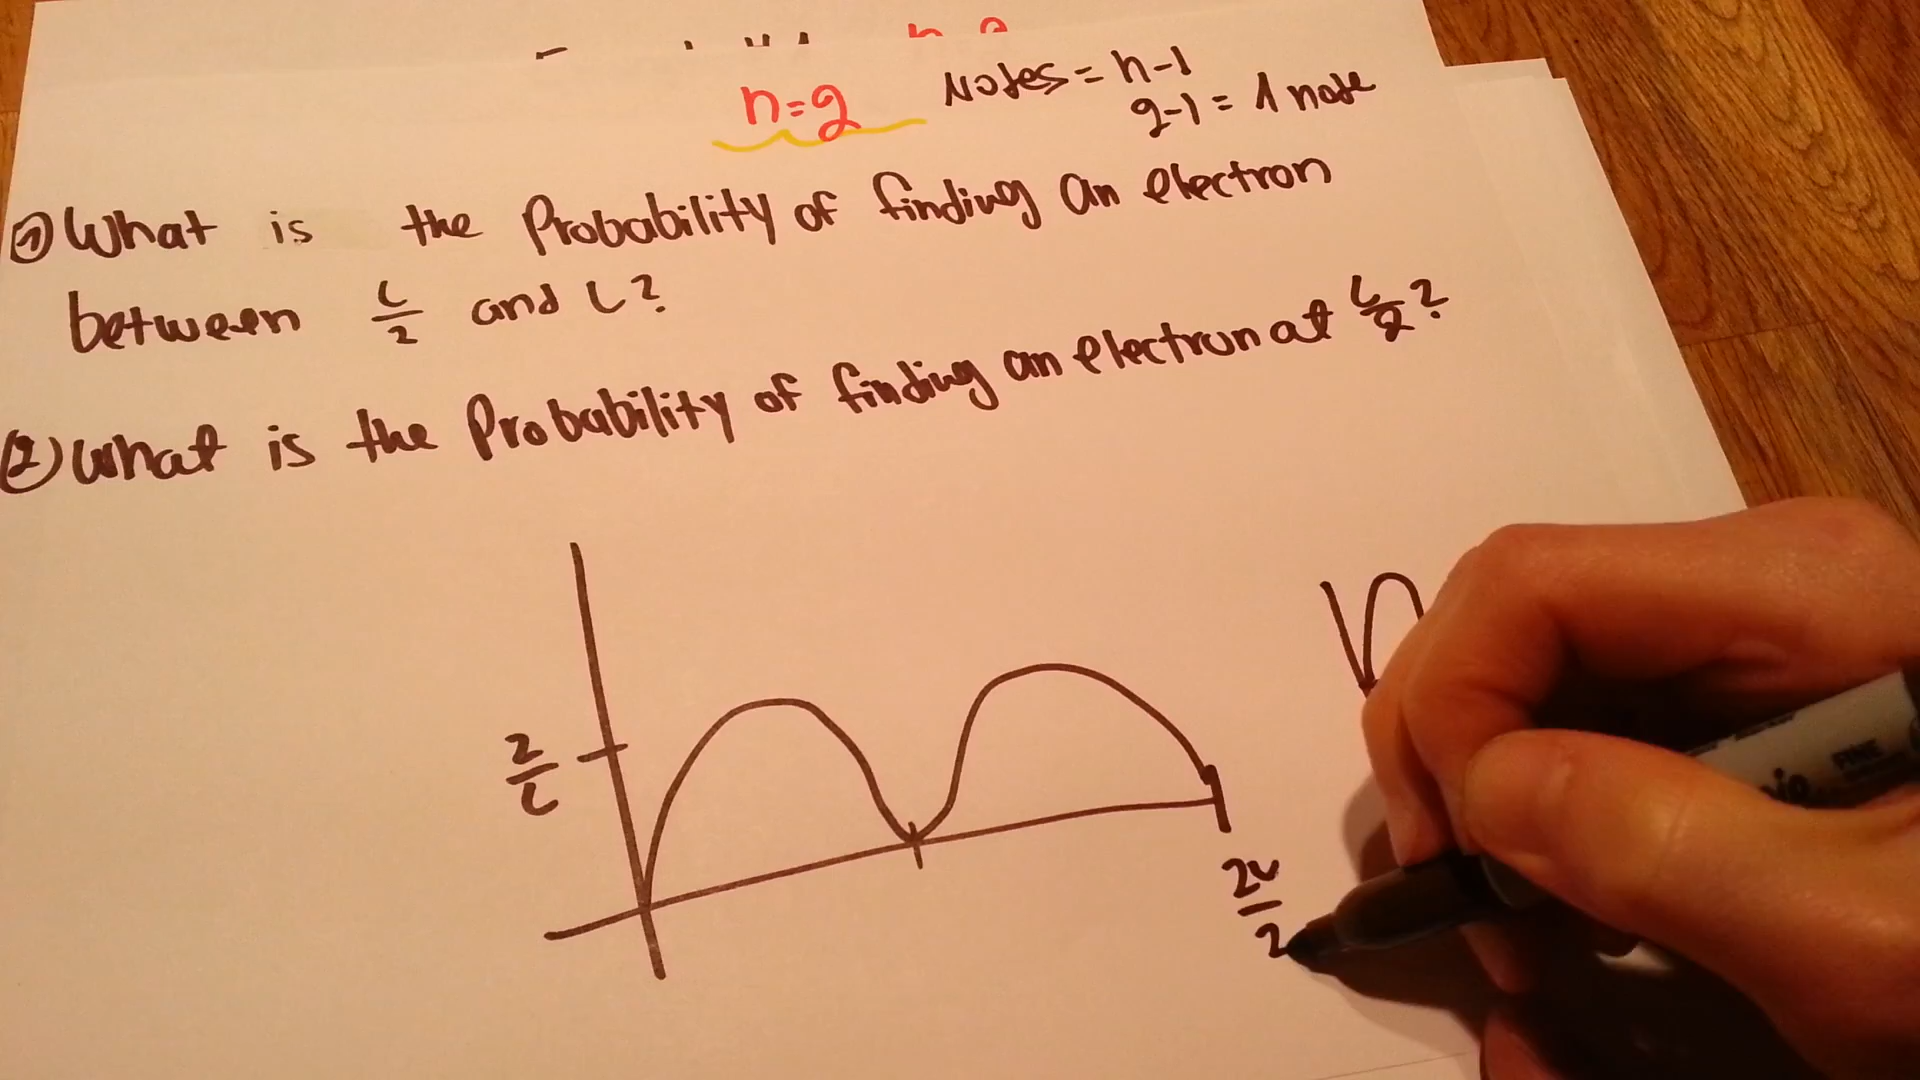 n=2
Nodes = n-1
2-1 = 1 node
1) What is the Probability of finding an electron
between L/2 and L?
2) What is the Probability of finding an electron at L/2?
2/L
2L/2
FINE